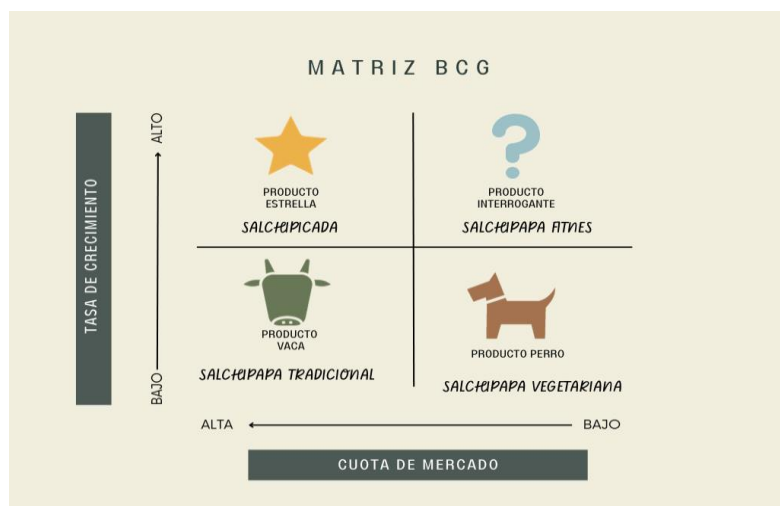 MATRIZ BCG
TASA DE CRECIMIENTO
ALTO
BAJO
PRODUCTO
ESTRELLA
SALCHIPICADA
PRODUCTO
INTERROGANTE
SALCHIPAPA FITNES
PRODUCTO
VACA
SALCHIPAPA TRADICIONAL
PRODUCTO PERRO
SALCHIPAPA VEGETARIANA
ALTA
BAJO
CUOTA DE MERCADO